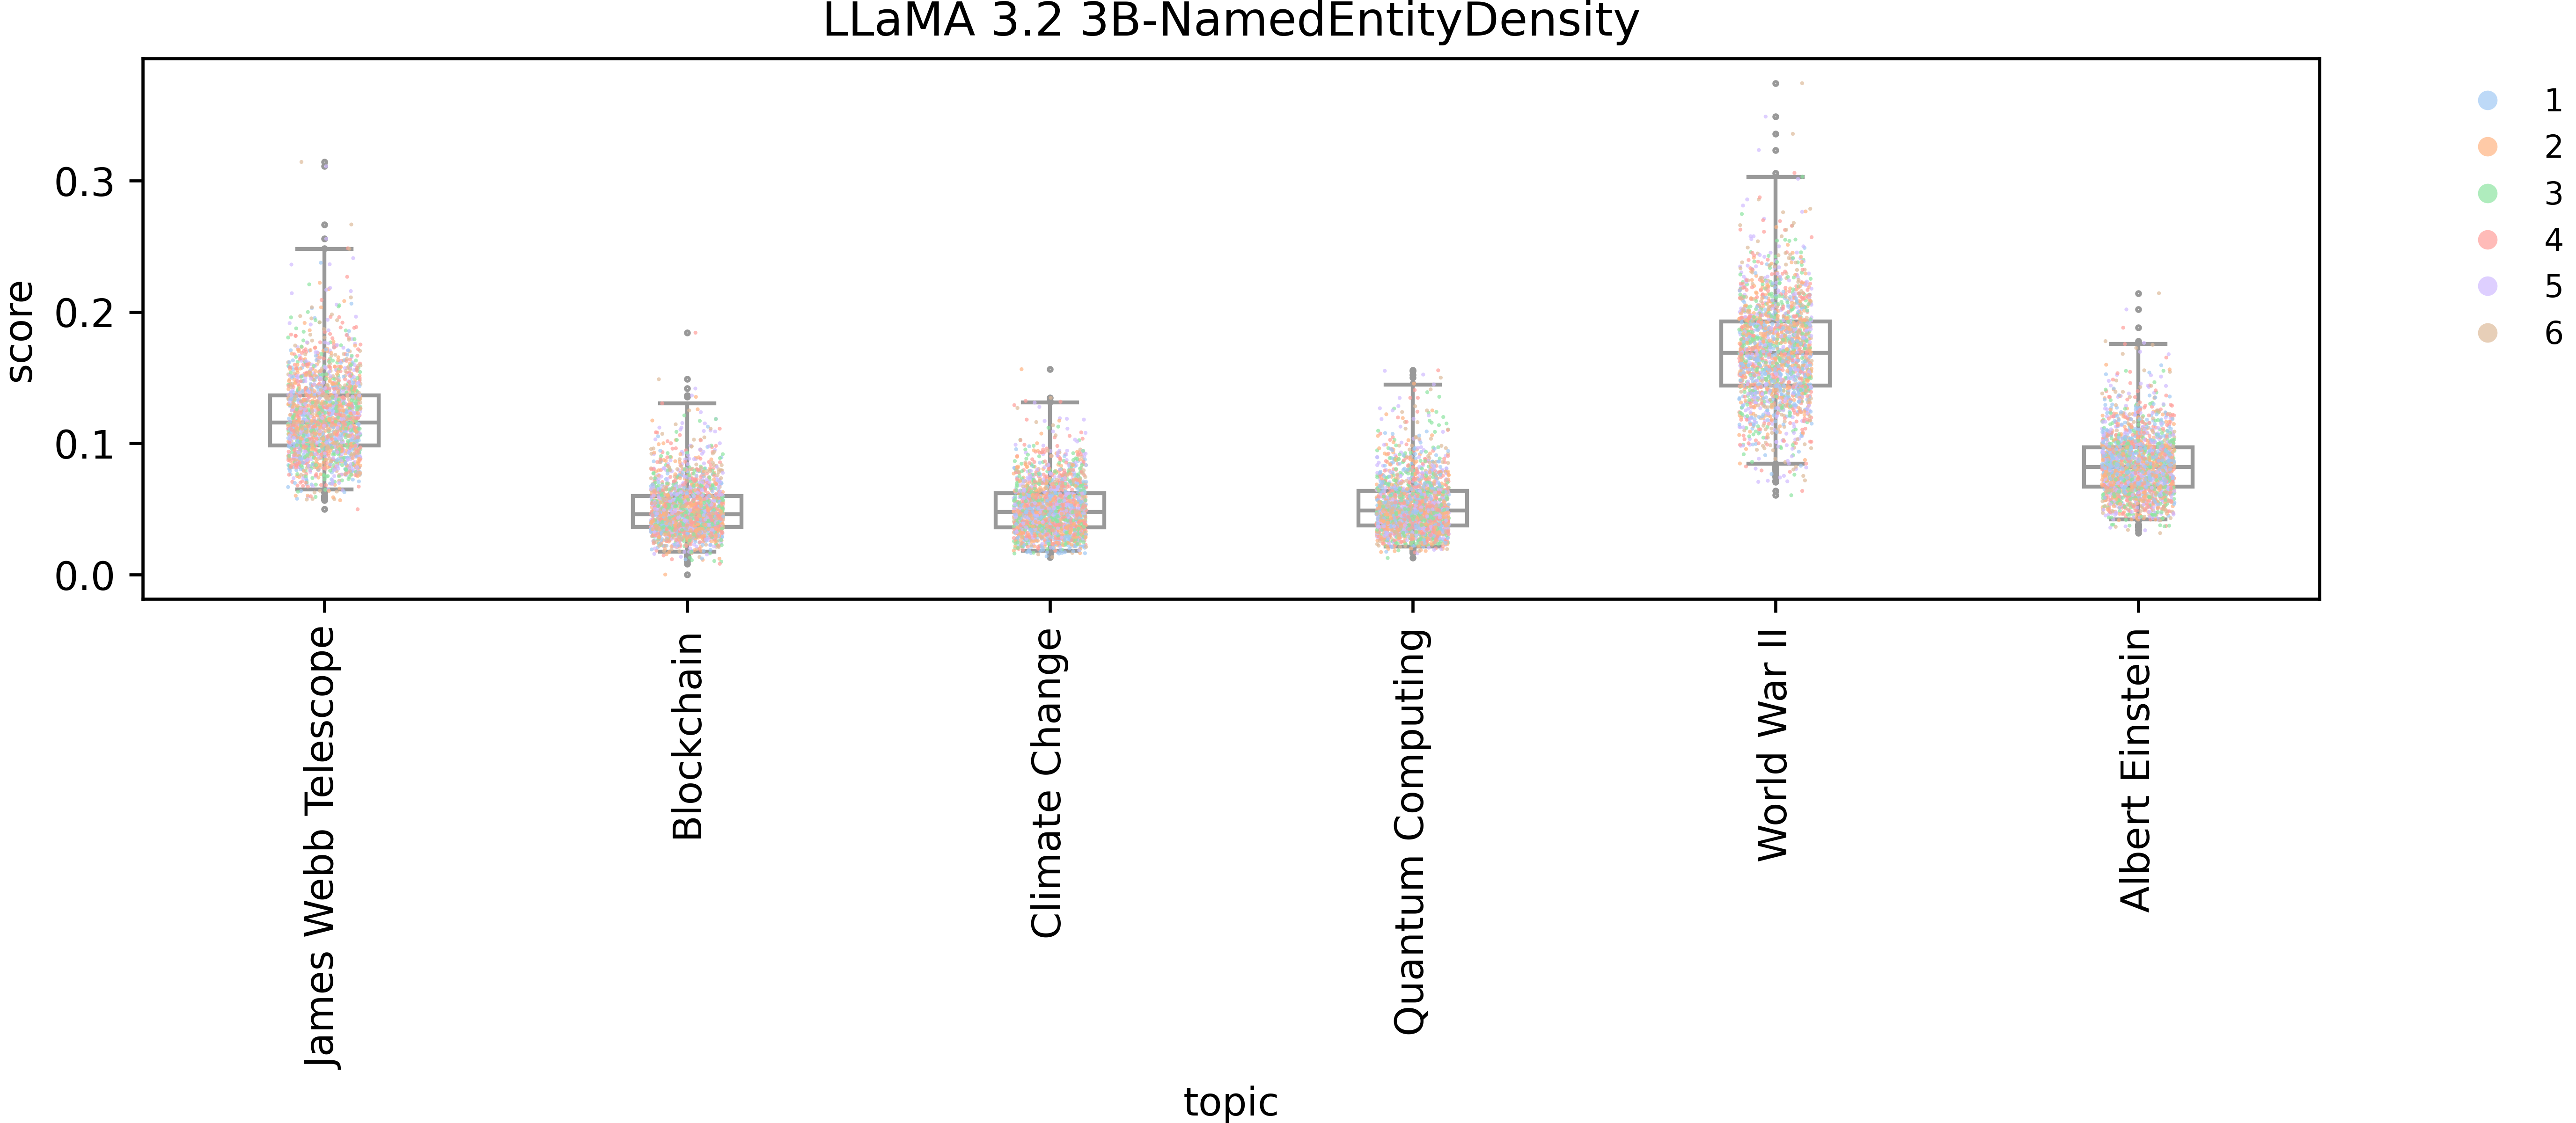 LLaMA 3.2 3B-NamedEntityDensity
score
0.3
0.2
0.1
0.0
1
2
3
4
5
6
James Webb Telescope
Blockchain
Climate Change
Quantum Computing
World War II
Albert Einstein
topic